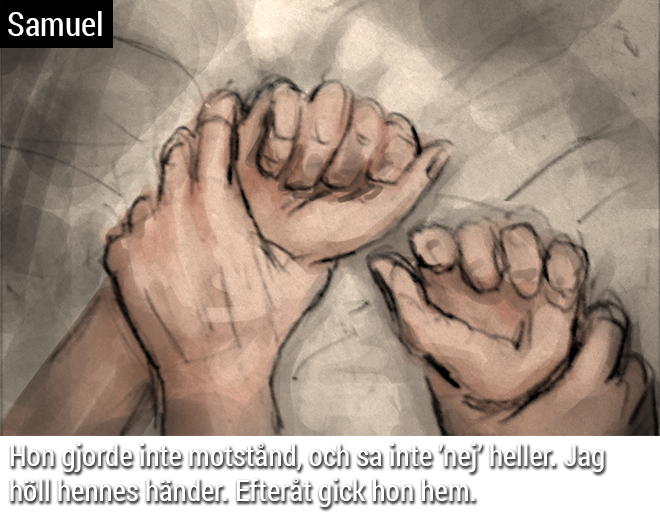 Samuel
Hon gjorde inte motstånd, och sa inte ’nej’ heller. Jag
höll hennes händer. Efteråt gick hon hem.